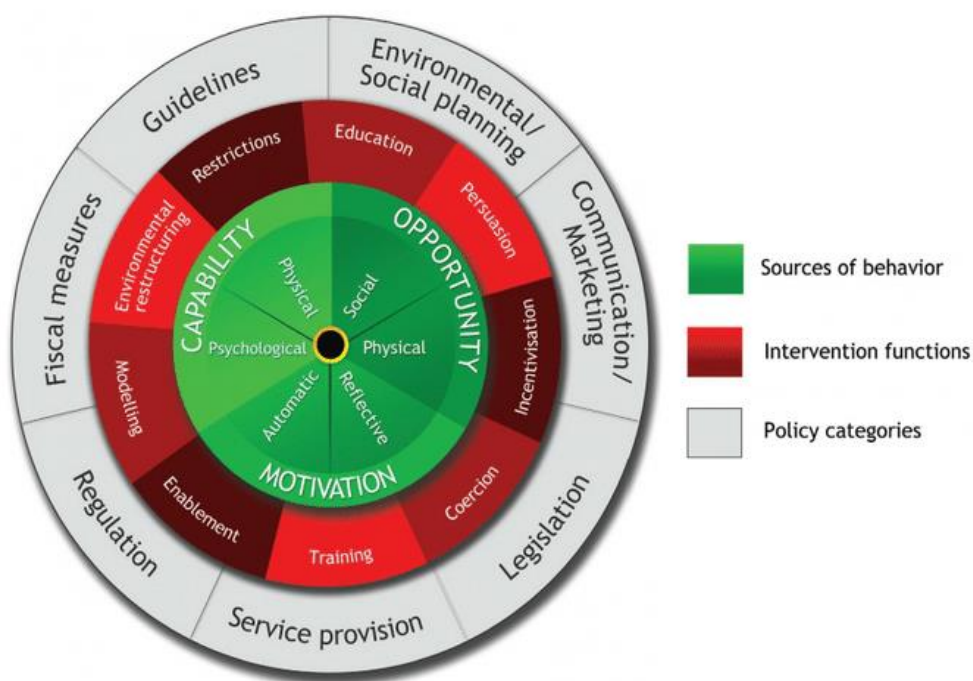 Guidelines
Environmental/
Social planning
Communication/
Marketing
Legislation
Service provision
Regulation
Fiscal measures
Restrictions
Education
Persuasion
Incentivisation
Coercion
Training
Enablement
Modelling
Environmental
restructuring
CAPABILITY
OPPORTUNITY
MOTIVATION
Physical
Social
Physical
Reflective
Automatic
Psychological
Sources of behavior
Intervention functions
Policy categories